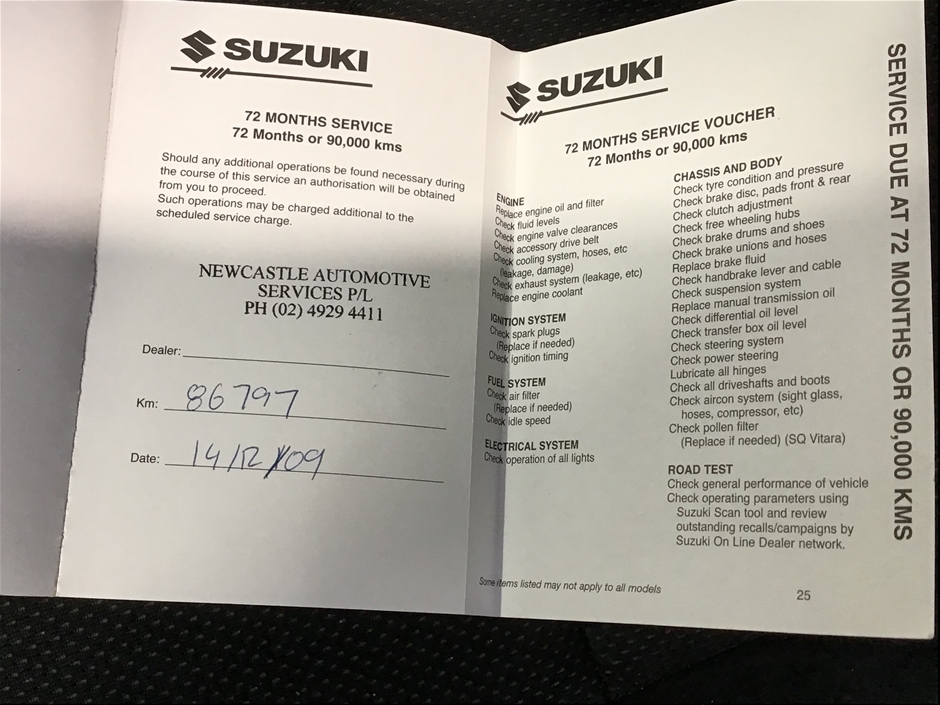 SUZUKI
72 MONTHS SERVICE
72 Months or 90,000 kms
Should any additional operations be found necessary during
the course of this service an authorisation will be obtained
from you to proceed.
Such operations may be charged additional to the
scheduled service charge.
NEWCASTLE AUTOMOTIVE
SERVICES P/L
PH (02) 4929 4411
Dealer:
Km: 86797
Date: 14/12/09
SUZUKI
72 MONTHS SERVICE VOUCHER
72 Months or 90,000 kms
ENGINE
Replace engine oil and filter
Check fluid levels
Check engine valve clearances
Check accessory drive belt
Check cooling system, hoses, etc
(leakage, damage)
Check exhaust system (leakage, etc)
Replace engine coolant
IGNITION SYSTEM
Check spark plugs
(Replace if needed)
Check ignition timing
FUEL SYSTEM
Check air filter
(Replace if needed)
Check idle speed
ELECTRICAL SYSTEM
Check operation of all lights
CHASSIS AND BODY
Check tyre condition and pressure
Check brake disc, pads front & rear
Check clutch adjustment
Check free wheeling hubs
Check brake drums and shoes
Check brake unions and hoses
Replace brake fluid
Check handbrake lever and cable
Check suspension system
Replace manual transmission oil
Check differential oil level
Check transfer box oil level
Check steering system
Check power steering
Lubricate all hinges
Check all driveshafts and boots
Check aircon system (sight glass,
hoses, compressor, etc)
Check pollen filter
(Replace if needed) (SQ Vitara)
ROAD TEST
Check general performance of vehicle
Check operating parameters using
Suzuki Scan tool and review
outstanding recalls/campaigns by
Suzuki On Line Dealer network.
Some items listed may not apply to all models
25
SERVICE DUE AT 72 MONTHS OR 90,000 KMS